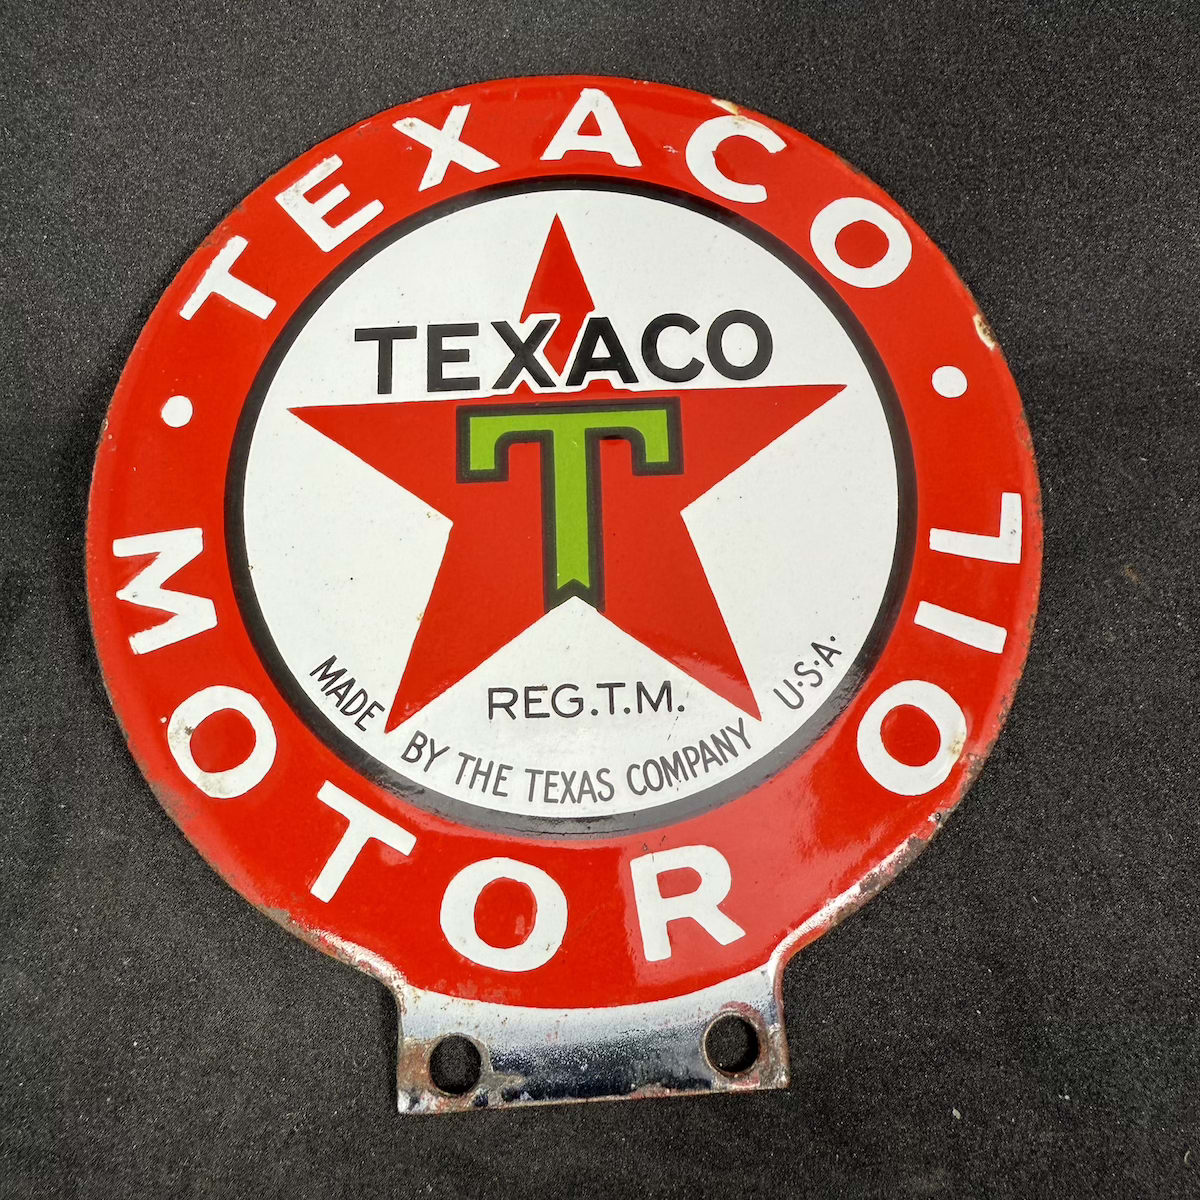 · TEXACO ·
MOTOR OIL
TEXACO
T
REG.T.M.
MADE BY THE TEXAS COMPANY U.S.A.